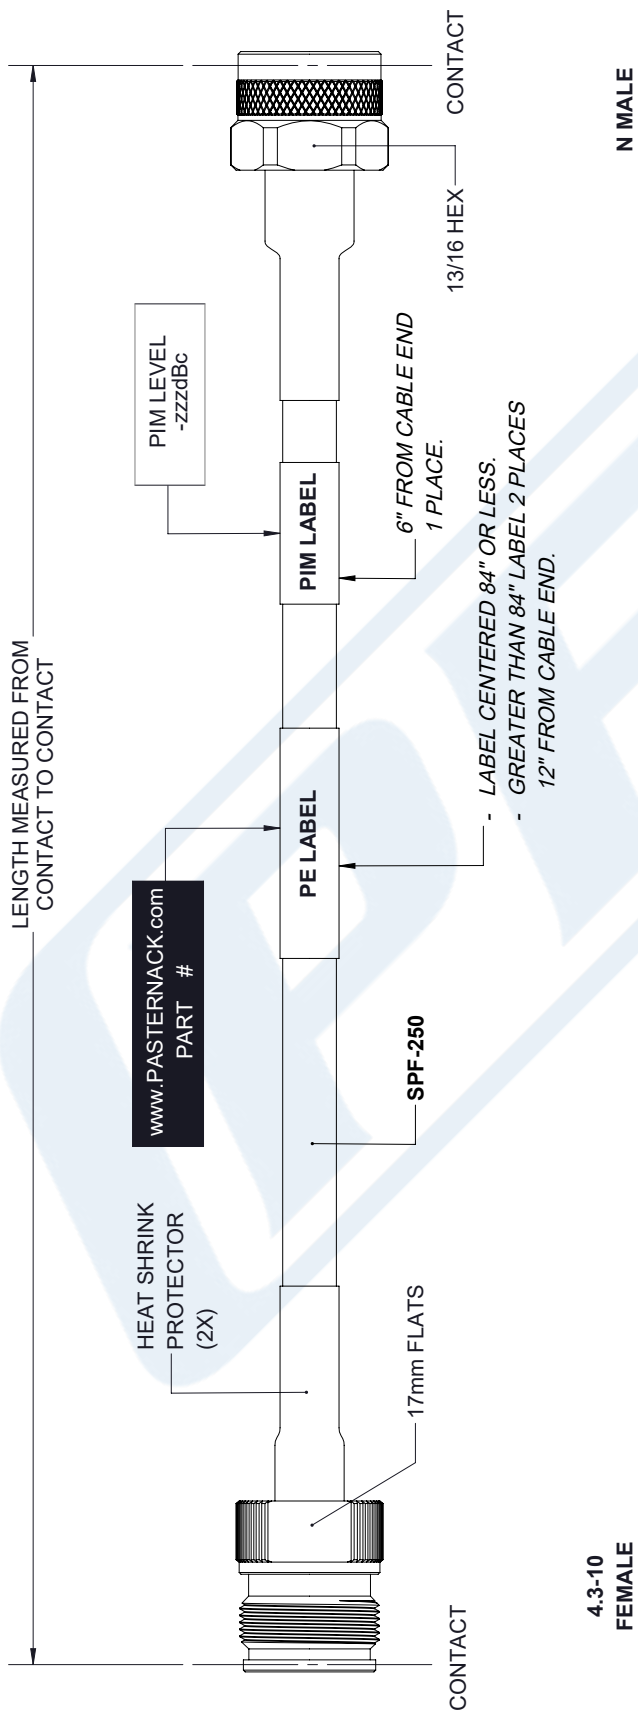 LENGTH MEASURED FROM
CONTACT TO CONTACT
HEAT SHRINK
PROTECTOR
(2X)
www.PASTERNACK.com
PART #
PIM LEVEL
-zzzdBc
PE LABEL
PIM LABEL
CONTACT
17mm FLATS
SPF-250
- LABEL CENTERED 84" OR LESS.
- GREATER THAN 84" LABEL 2 PLACES
12" FROM CABLE END.
6" FROM CABLE END
1 PLACE.
13/16 HEX
CONTACT
4.3-10
FEMALE
N MALE